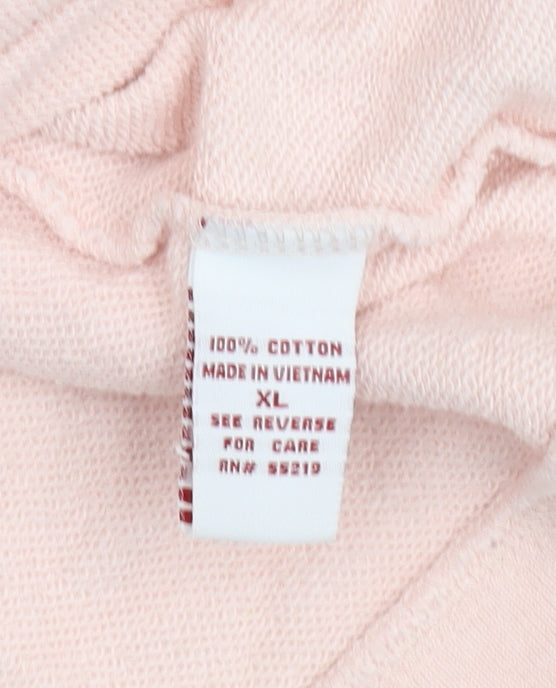 100% COTTON
MADE IN VIETNAM
XL
SEE REVERSE
FOR CARE
RN# 55219